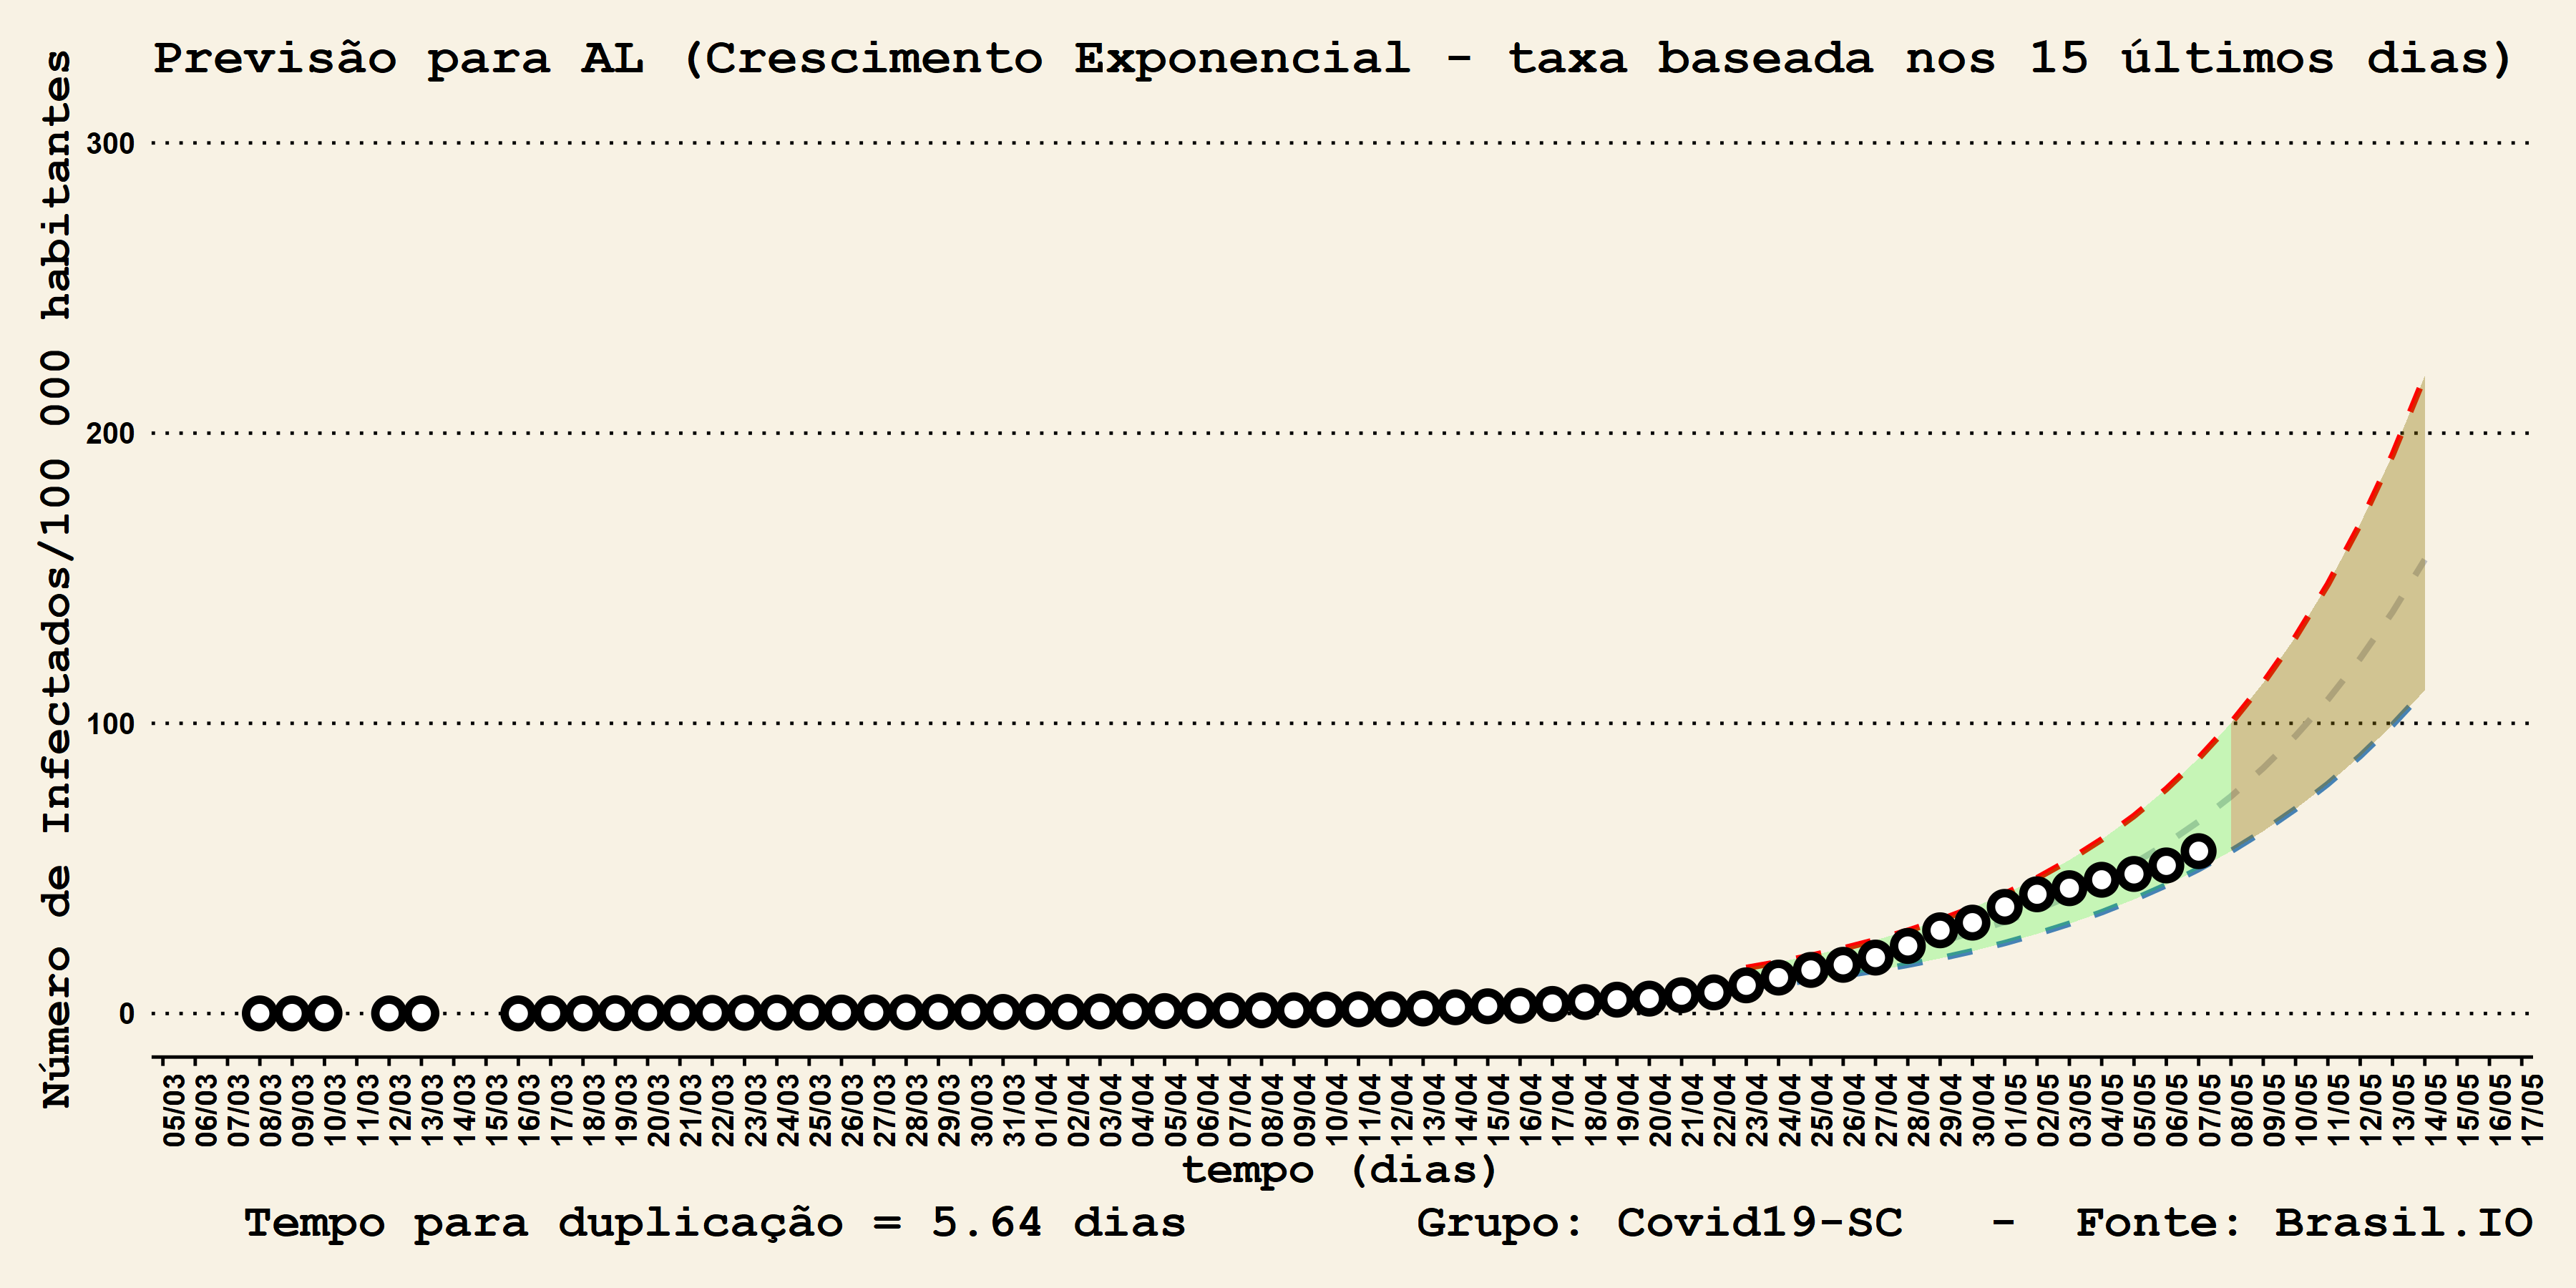 Previsão para AL (Crescimento Exponencial - taxa baseada nos 15 últimos dias)
Número de Infectados/100 000 habitantes
300
200
100
0
05/03 06/03 07/03 08/03 09/03 10/03 11/03 12/03 13/03 14/03 15/03 16/03 17/03 18/03 19/03 20/03 21/03 22/03 23/03 24/03 25/03 26/03 27/03 28/03 29/03 30/03 31/03 01/04 02/04 03/04 04/04 05/04 06/04 07/04 08/04 09/04 10/04 11/04 12/04 13/04 14/04 15/04 16/04 17/04 18/04 19/04 20/04 21/04 22/04 23/04 24/04 25/04 26/04 27/04 28/04 29/04 30/04 01/05 02/05 03/05 04/05 05/05 06/05 07/05 08/05 09/05 10/05 11/05 12/05 13/05 14/05 15/05 16/05 17/05
tempo (dias)
Tempo para duplicação = 5.64 dias Grupo: Covid19-SC - Fonte: Brasil.IO